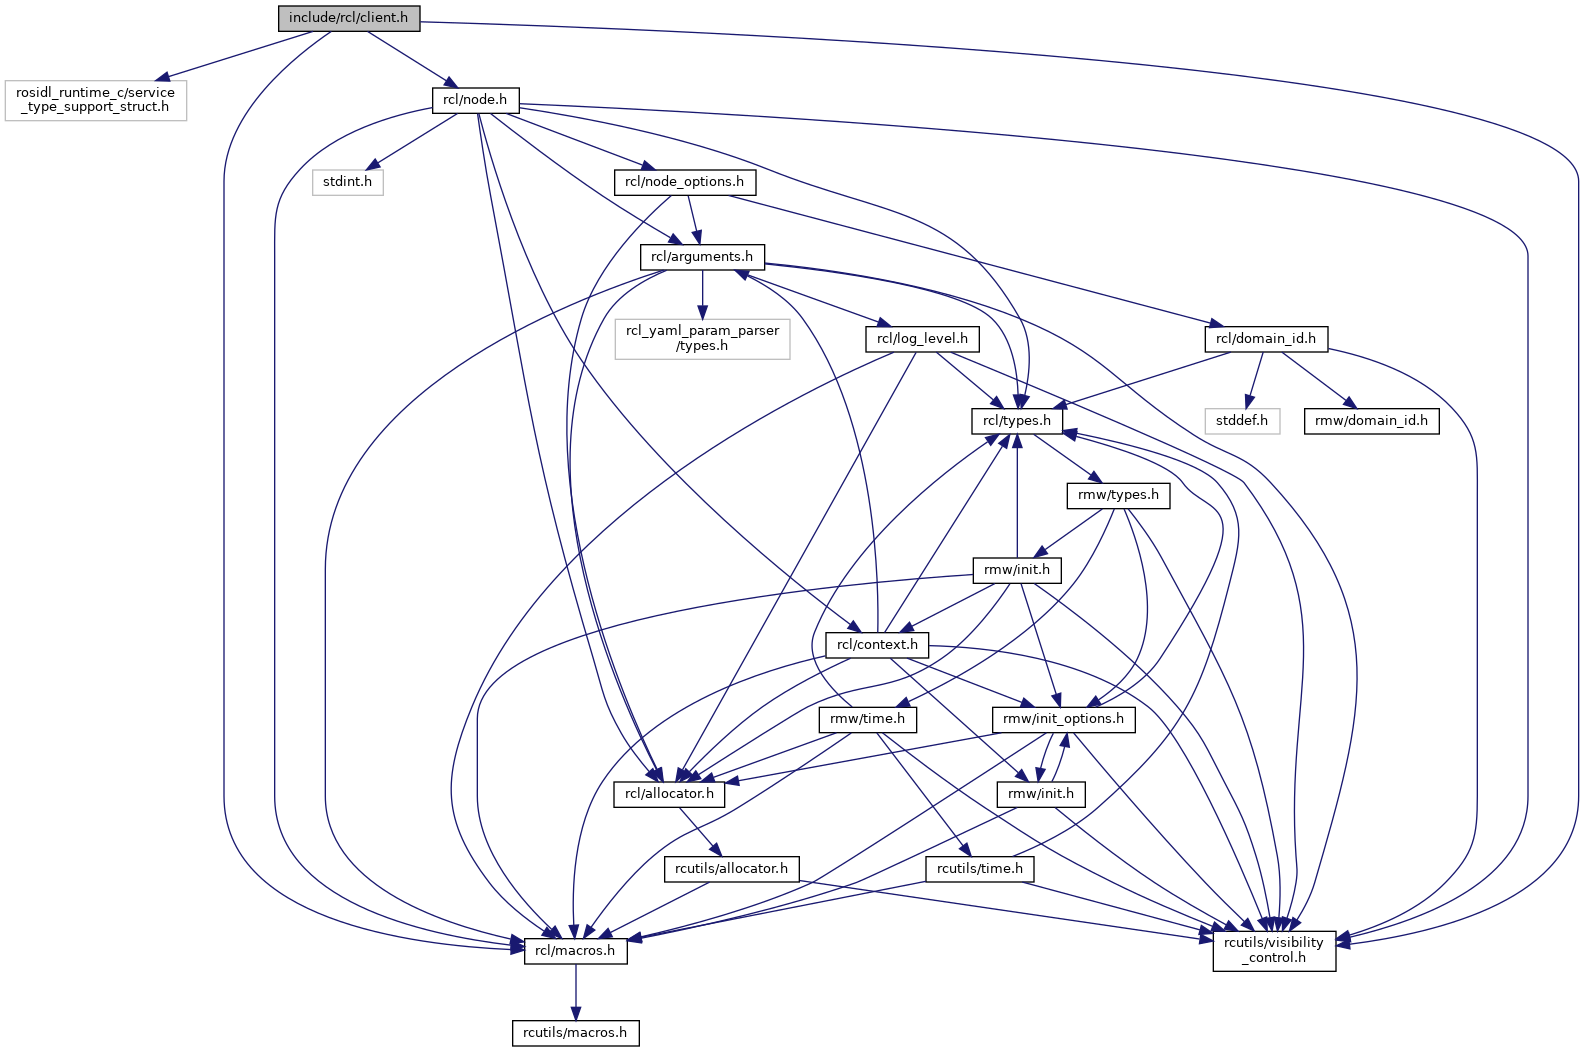 include/rcl/client.h
rosidl_runtime_c/service
_type_support_struct.h
rcl/node.h
stdint.h
rcl/node_options.h
rcl/arguments.h
rcl_yaml_param_parser
/types.h
rcl/log_level.h
rcl/domain_id.h
rcl/types.h
stddef.h
rmw/domain_id.h
rmw/types.h
rmw/init.h
rcl/context.h
rmw/time.h
rmw/init_options.h
rcl/allocator.h
rmw/init.h
rcutils/allocator.h
rcutils/time.h
rcl/macros.h
rcutils/visibility
_control.h
rcutils/macros.h